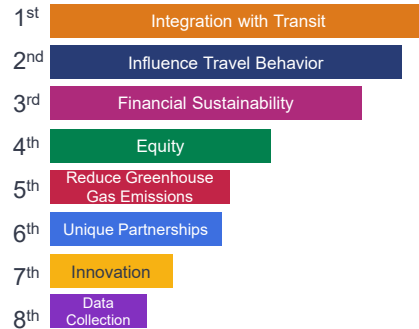 1st Integration with Transit
2nd Influence Travel Behavior
3rd Financial Sustainability
4th Equity
5th Reduce Greenhouse
Gas Emissions
6th Unique Partnerships
7th Innovation
8th Data
Collection